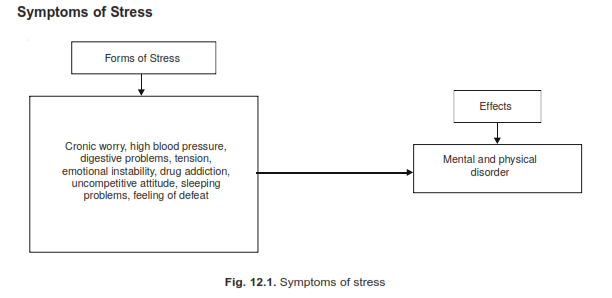 Symptoms of Stress
Forms of Stress
Cronic worry, high blood pressure,
digestive problems, tension,
emotional instability, drug addiction,
uncompetitive attitude, sleeping
problems, feeling of defeat
Effects
Mental and physical
disorder
Fig. 12.1. Symptoms of stress